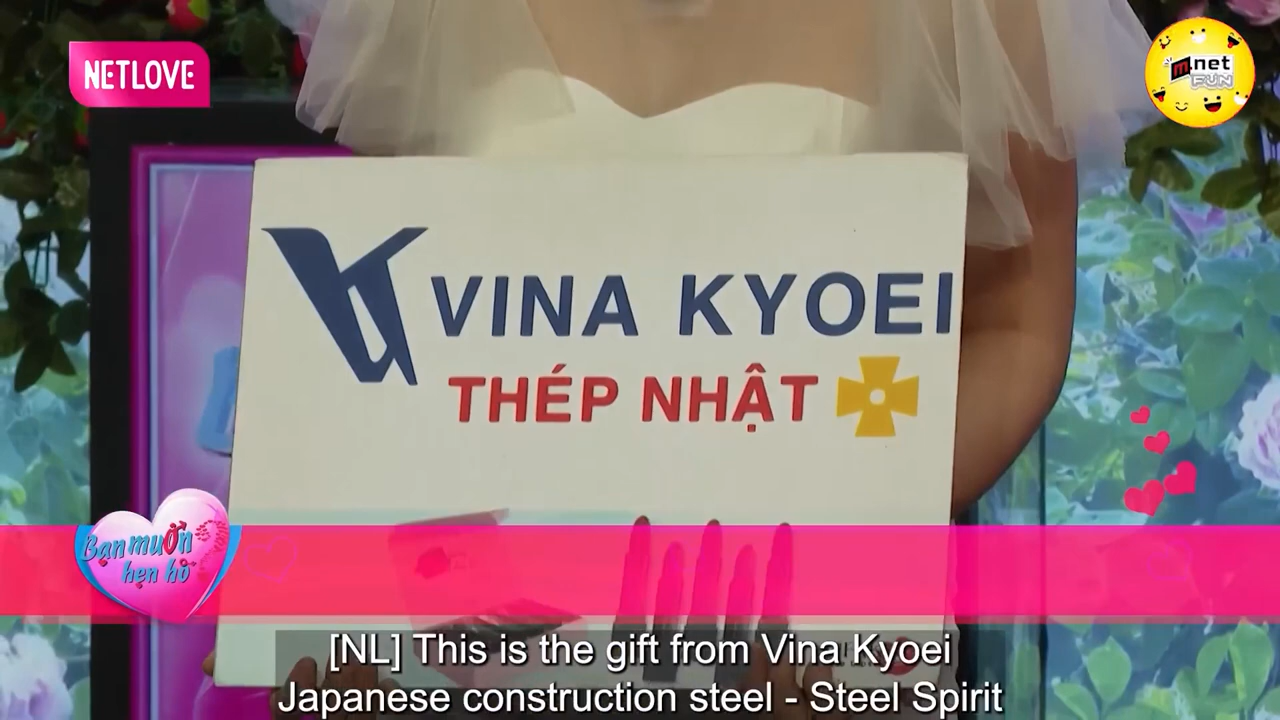 NETLOVE
mnet
FUN
VINA KYOEI
THÉP NHẬT
Bạn muốn
hẹn hò
[NL] This is the gift from Vina Kyoei
Japanese construction steel - Steel Spirit